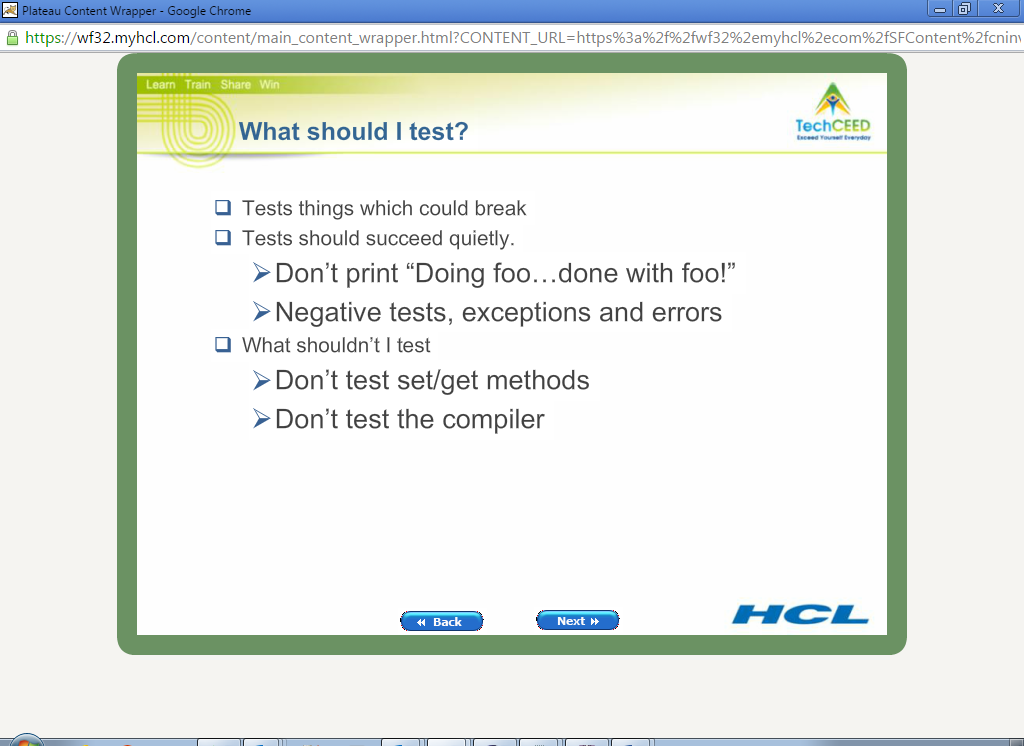 Plateau Content Wrapper - Google Chrome
https://wf32.myhcl.com/content/main_content_wrapper.html?CONTENT_URL=https%3a%2f%2fwf32%2emyhcl%2ecom%2fSFContent%2fcninv
Learn Train Share Win
What should I test?
TechCEED
Exceed Yourself Everyday
Tests things which could break
Tests should succeed quietly.
Don’t print “Doing foo…done with foo!”
Negative tests, exceptions and errors
What shouldn’t I test
Don’t test set/get methods
Don’t test the compiler
Back
Next
HCL